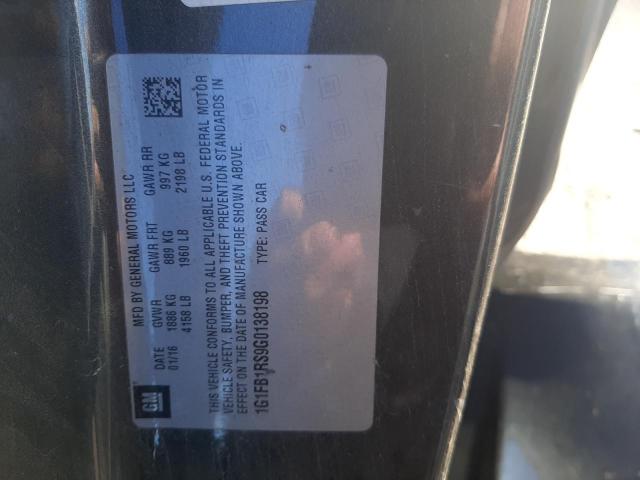 GM
MFD BY GENERAL MOTORS LLC
DATE GVWR GAWR FRT GAWR RR
01/16 1886 KG 889 KG 997 KG
4158 LB 1960 LB 2198 LB
THIS VEHICLE CONFORMS TO ALL APPLICABLE U.S. FEDERAL MOTOR
VEHICLE SAFETY, BUMPER, AND THEFT PREVENTION STANDARDS IN
EFFECT ON THE DATE OF MANUFACTURE SHOWN ABOVE.
1G1FB1RS9G0138198 TYPE: PASS CAR